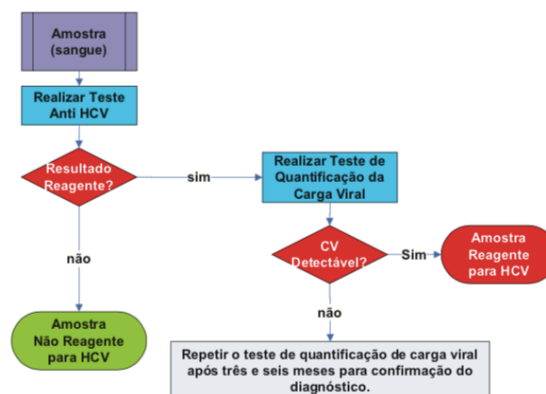 Amostra
(sangue)
Realizar Teste
Anti HCV
Resultado
Reagente?
sim
Realizar Teste de
Quantificação da
Carga Viral
CV
Detectável?
Sim
Amostra
Reagente
para HCV
não
não
Amostra
Não Reagente
para HCV
Repetir o teste de quantificação de carga viral
após três e seis meses para confirmação do
diagnóstico.